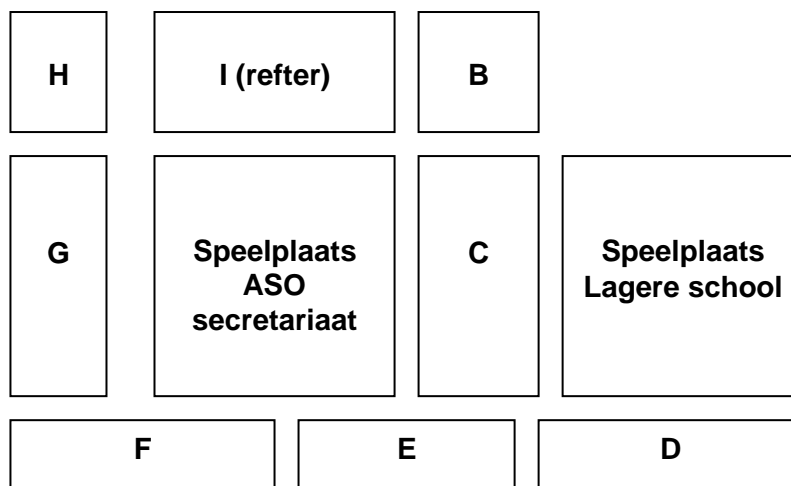 H
I (refter)
B
G
Speelplaats
ASO
secretariaat
C
Speelplaats
Lagere school
F
E
D